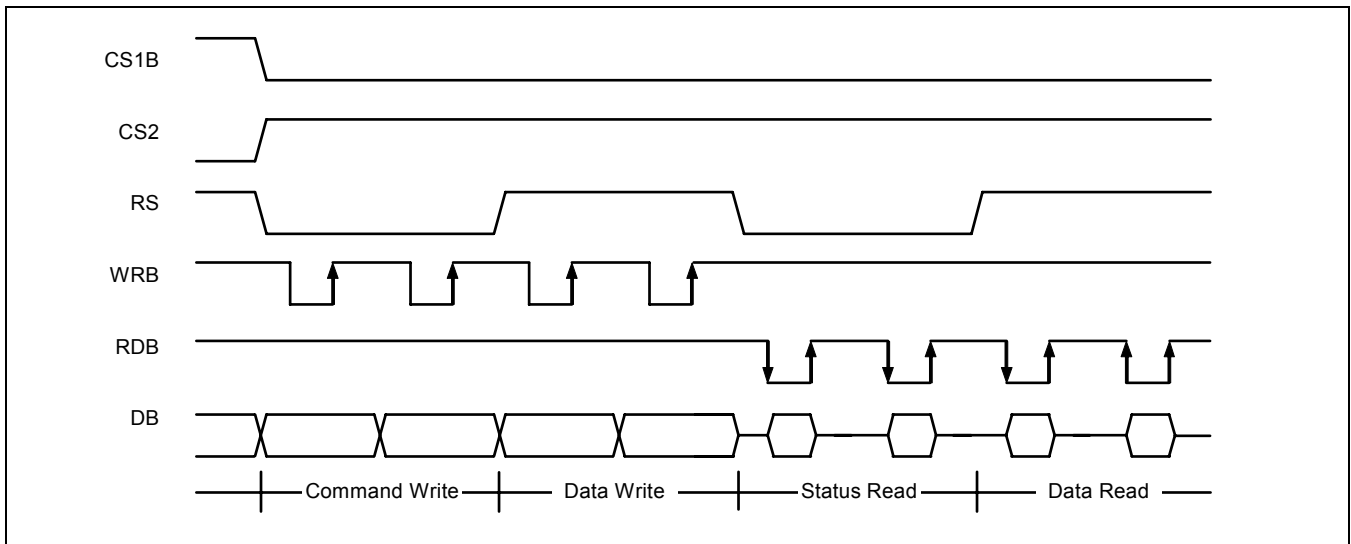 CS1B
CS2
RS
WRB
RDB
DB
Command Write Data Write Status Read Data Read